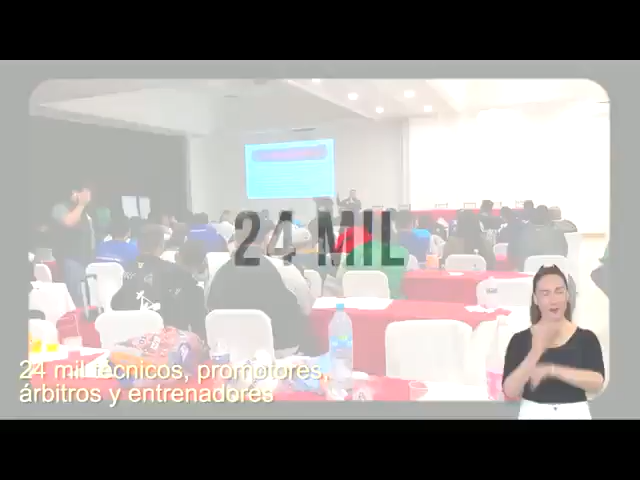 24 MIL
24 mil técnicos, promotores,
árbitros y entrenadores